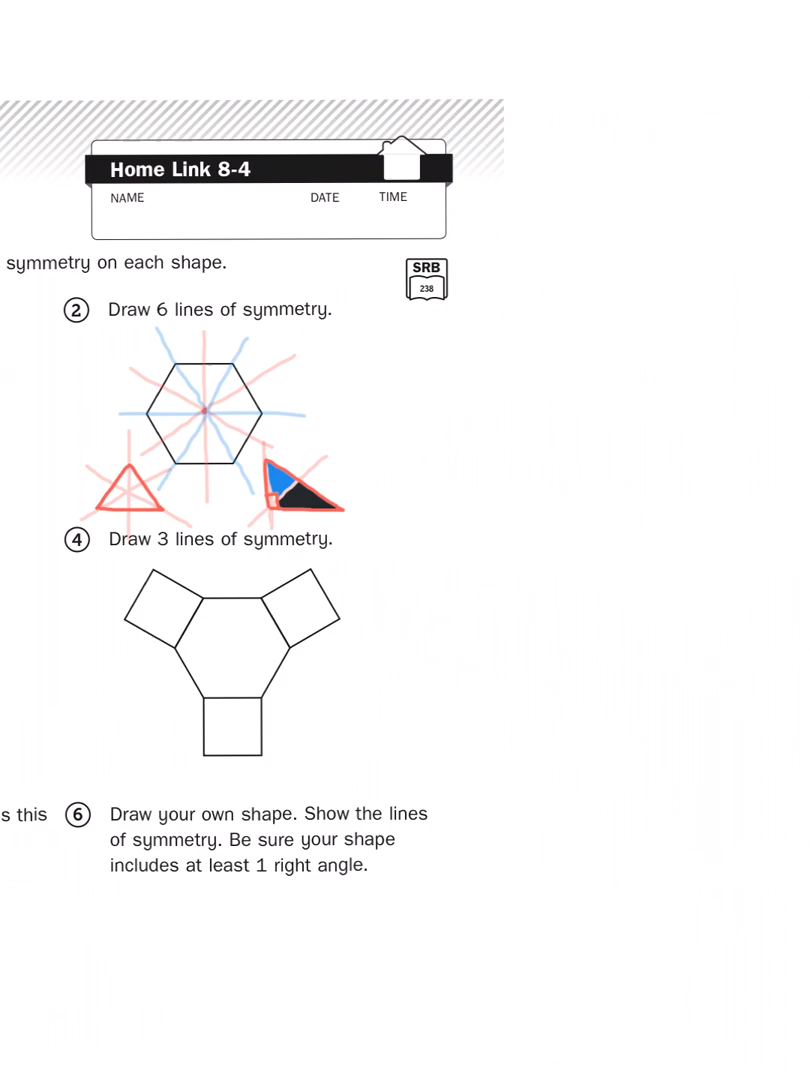 Home Link 8-4
NAME DATE TIME
symmetry on each shape.
SRB
238
2 Draw 6 lines of symmetry.
4 Draw 3 lines of symmetry.
s this
6 Draw your own shape. Show the lines
of symmetry. Be sure your shape
includes at least 1 right angle.